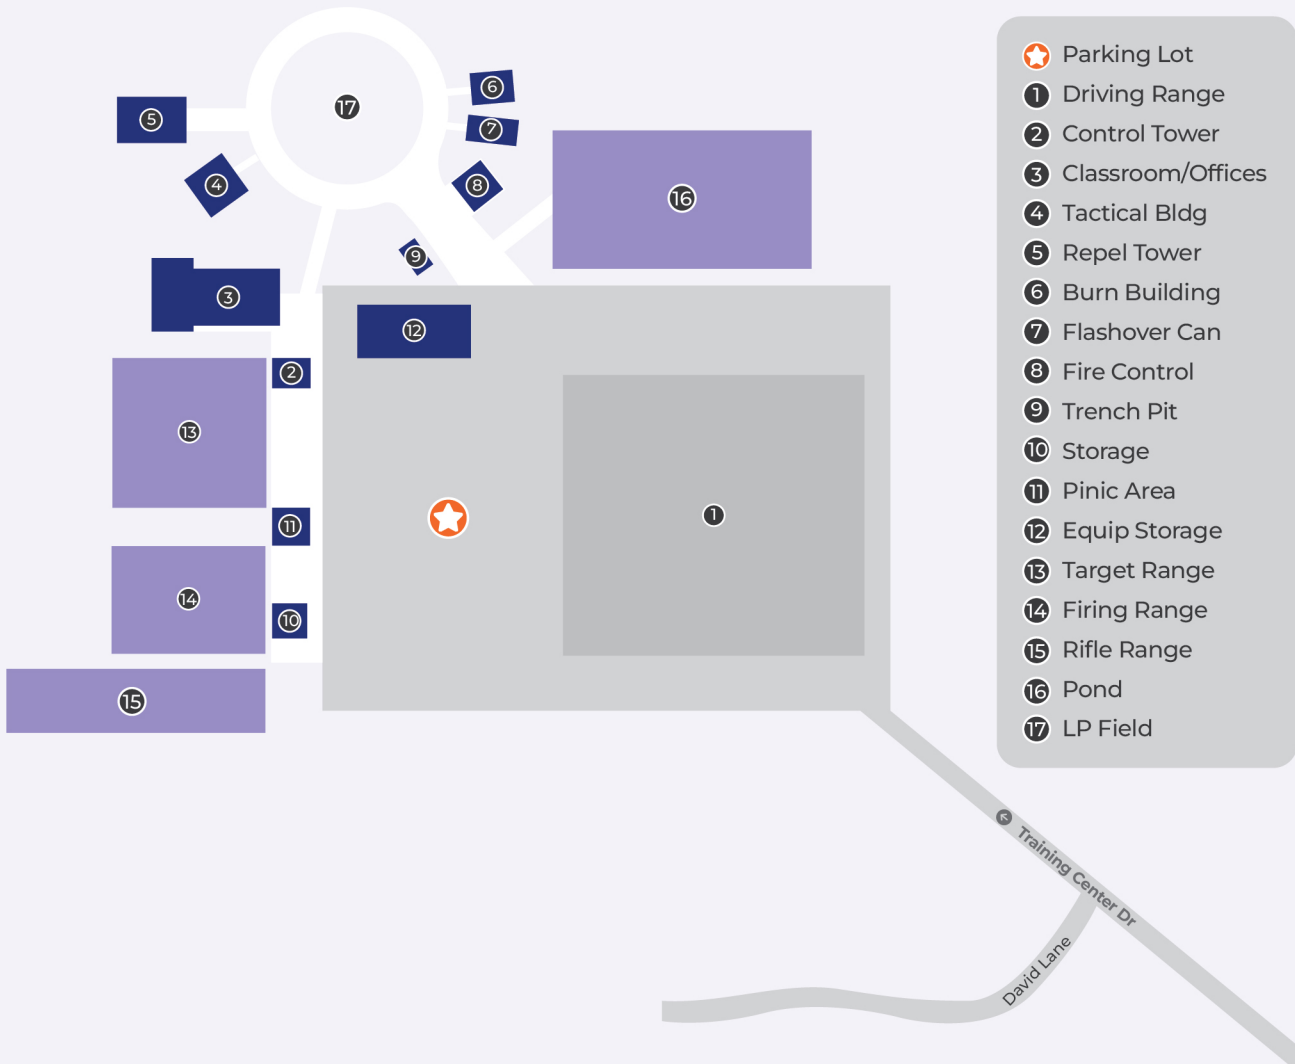 Parking Lot
1 Driving Range
2 Control Tower
3 Classroom/Offices
4 Tactical Bldg
5 Repel Tower
6 Burn Building
7 Flashover Can
8 Fire Control
9 Trench Pit
10 Storage
11 Pinic Area
12 Equip Storage
13 Target Range
14 Firing Range
15 Rifle Range
16 Pond
17 LP Field
17
6
5
7
4
8
16
9
3
12
2
13
1
11
14
10
15
Training Center Dr
David Lane